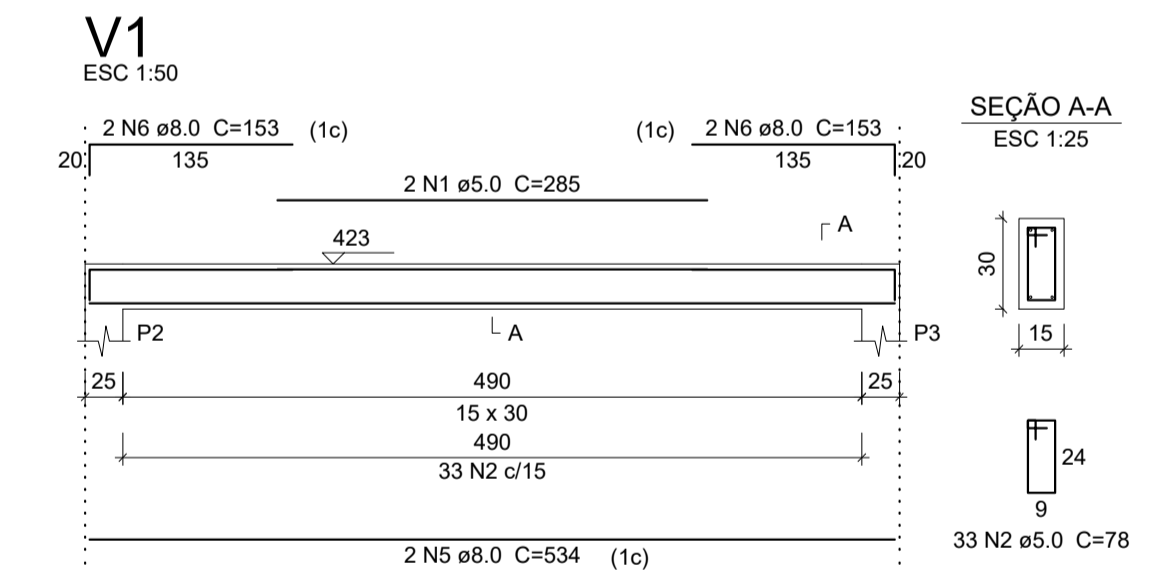 V1
ESC 1:50
2 N6 ø8.0 C=153 (1c)
20
135
(1c) 2 N6 ø8.0 C=153
135
20
2 N1 ø5.0 C=285
A
423
A
P2
P3
25
490
25
15 x 30
490
33 N2 c/15
2 N5 ø8.0 C=534 (1c)
SEÇÃO A-A
ESC 1:25
30
15
24
9
33 N2 ø5.0 C=78